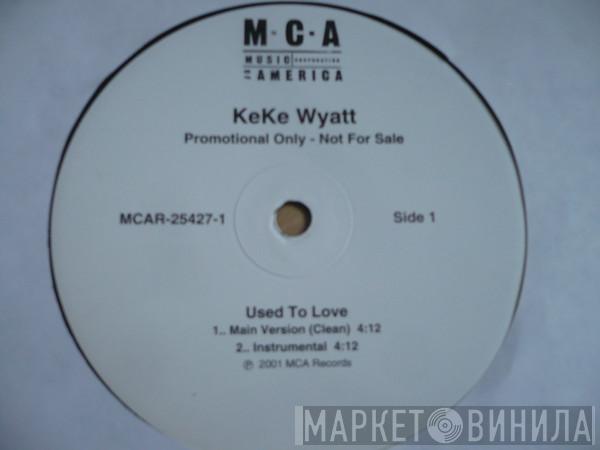 M·C·A
MUSIC CORPORATION
OF AMERICA
KeKe Wyatt
Promotional Only - Not For Sale
MCAR-25427-1
Side 1
Used To Love
1.. Main Version (Clean) 4:12
2.. Instrumental 4:12
℗ 2001 MCA Records
МАРКЕТ ВИНИЛА